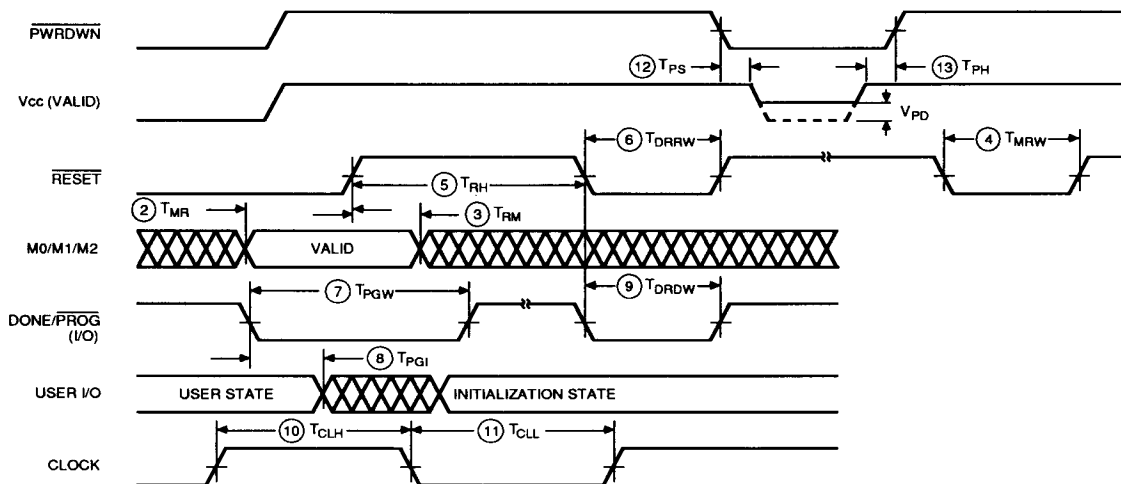 PWRDWN
12 TPS
13 TPH
Vcc (VALID)
VPD
6 TDRRW
4 TMRW
RESET
5 TRH
2 TMR
3 TRM
M0/M1/M2
VALID
7 TPGW
9 TDRDW
DONE/PROG
(I/O)
8 TPGI
USER I/O
USER STATE
INITIALIZATION STATE
10 TCLH
11 TCLL
CLOCK